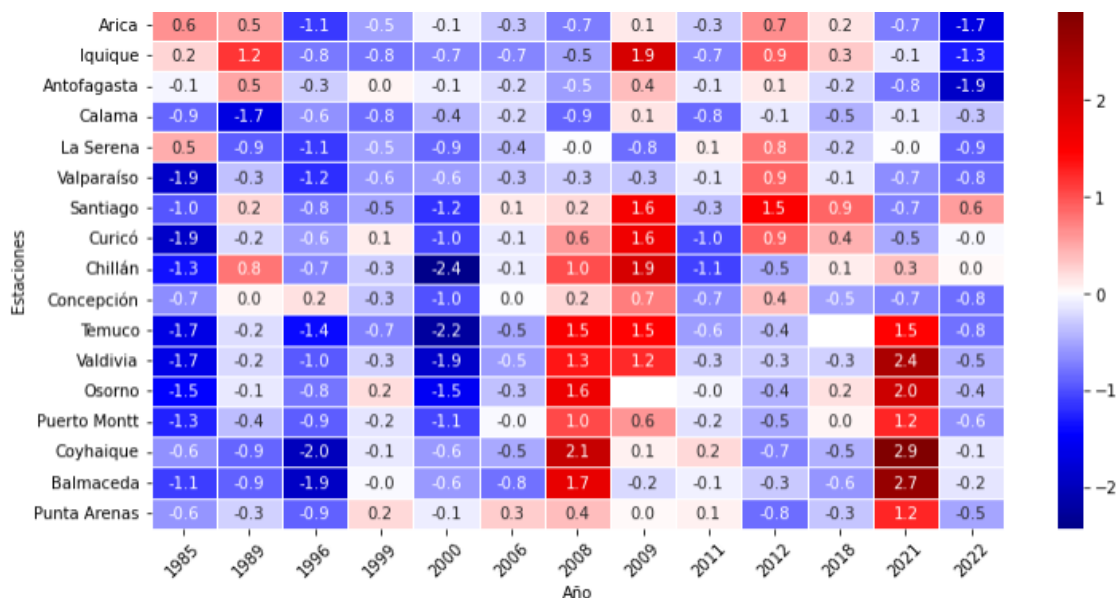 Arica 0.6 0.5 -1.1 -0.5 -0.1 -0.3 -0.7 0.1 -0.3 0.7 0.2 -0.7 -1.7
Iquique 0.2 1.2 -0.8 -0.8 -0.7 -0.7 -0.5 1.9 -0.7 0.9 0.3 -0.1 -1.3
Antofagasta -0.1 0.5 -0.3 0.0 -0.1 -0.2 -0.5 0.4 -0.1 0.1 -0.2 -0.8 -1.9
Calama -0.9 -1.7 -0.6 -0.8 -0.4 -0.2 -0.9 0.1 -0.8 -0.1 -0.5 -0.1 -0.3
La Serena 0.5 -0.9 -1.1 -0.5 -0.9 -0.4 -0.0 -0.8 0.1 0.8 -0.2 -0.0 -0.9
Valparaíso -1.9 -0.3 -1.2 -0.6 -0.6 -0.3 -0.3 -0.3 -0.1 0.9 -0.1 -0.7 -0.8
Santiago -1.0 0.2 -0.8 -0.5 -1.2 0.1 0.2 1.6 -0.3 1.5 0.9 -0.7 0.6
Curicó -1.9 -0.2 -0.6 0.1 -1.0 -0.1 0.6 1.6 -1.0 0.9 0.4 -0.5 -0.0
Chillán -1.3 0.8 -0.7 -0.3 -2.4 -0.1 1.0 1.9 -1.1 -0.5 0.1 0.3 0.0
Concepción -0.7 0.0 0.2 -0.3 -1.0 0.0 0.2 0.7 -0.7 0.4 -0.5 -0.7 -0.8
Temuco -1.7 -0.2 -1.4 -0.7 -2.2 -0.5 1.5 1.5 -0.6 -0.4 1.5 -0.8
Valdivia -1.7 -0.2 -1.0 -0.3 -1.9 -0.5 1.3 1.2 -0.3 -0.3 -0.3 2.4 -0.5
Osorno -1.5 -0.1 -0.8 0.2 -1.5 -0.3 1.6 -0.0 -0.4 0.2 2.0 -0.4
Puerto Montt -1.3 -0.4 -0.9 -0.2 -1.1 -0.0 1.0 0.6 -0.2 -0.5 0.0 1.2 -0.6
Coyhaique -0.6 -0.9 -2.0 -0.1 -0.6 -0.5 2.1 0.1 0.2 -0.7 -0.5 2.9 -0.1
Balmaceda -1.1 -0.9 -1.9 -0.0 -0.6 -0.8 1.7 -0.2 -0.1 -0.3 -0.6 2.7 -0.2
Punta Arenas -0.6 -0.3 -0.9 0.2 -0.1 0.3 0.4 0.0 0.1 -0.8 -0.3 1.2 -0.5
1985 1989 1996 1999 2000 2006 2008 2009 2011 2012 2018 2021 2022
Año
Estaciones
2
1
0
−1
−2